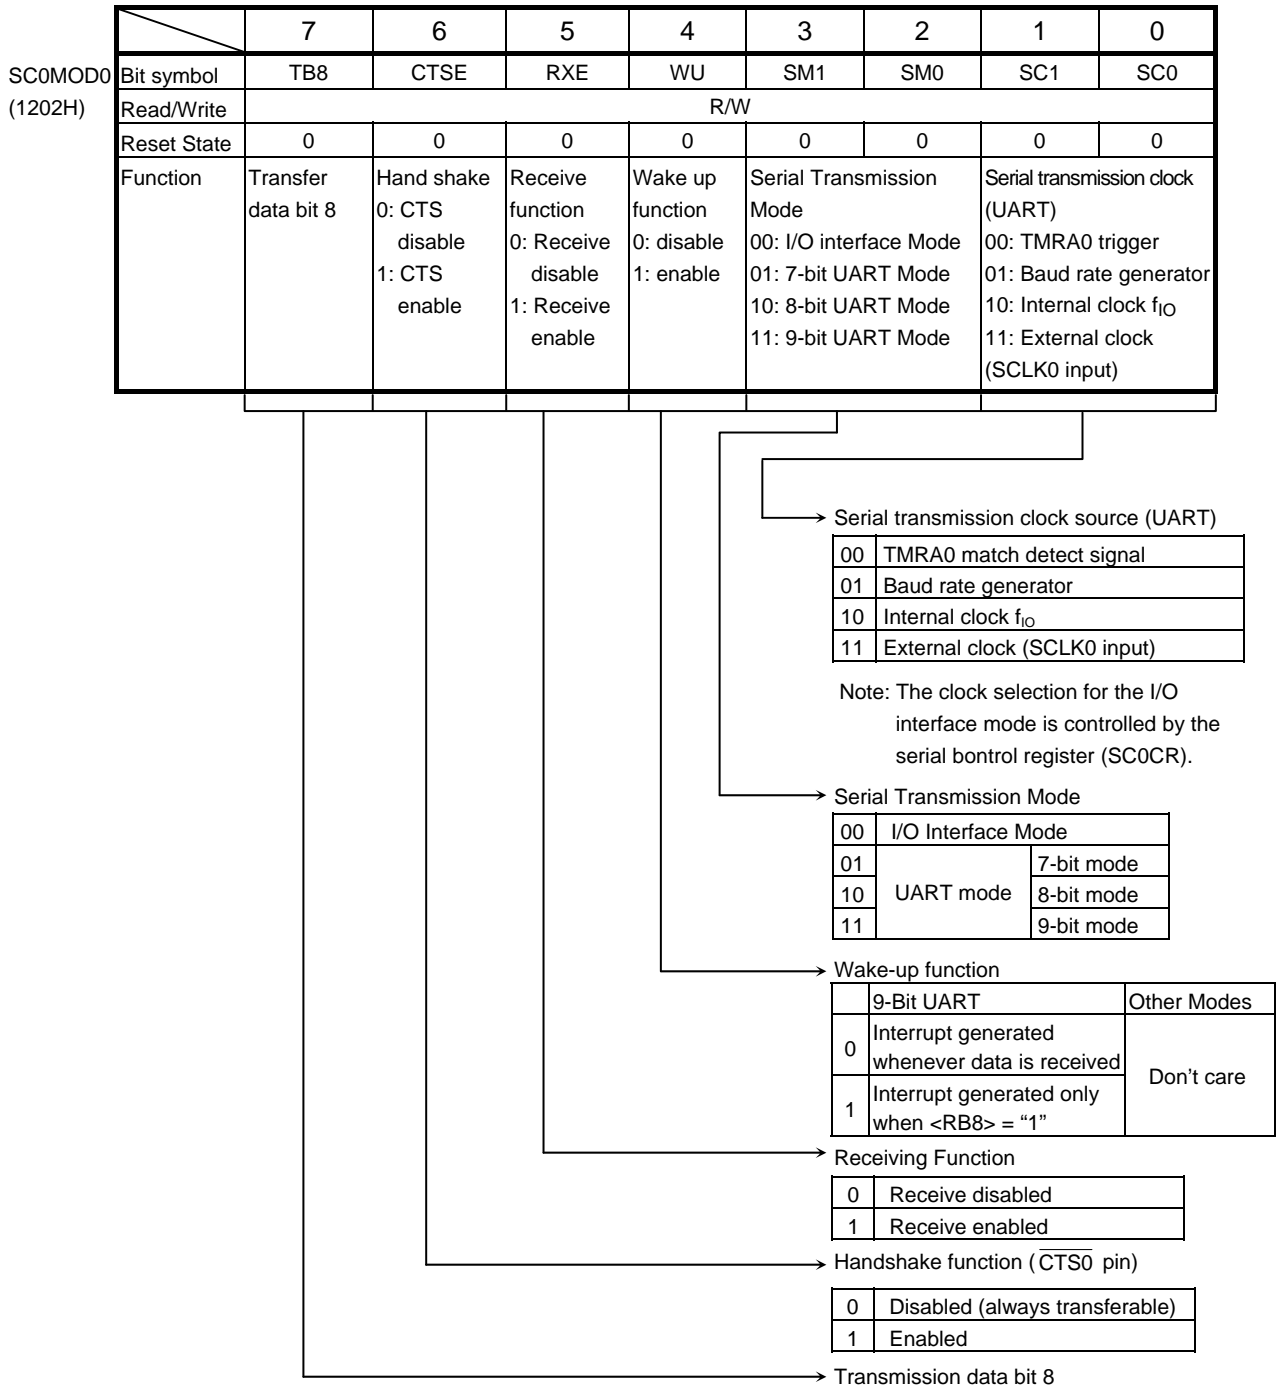 7 6 5 4 3 2 1 0
SC0MOD0 Bit symbol TB8 CTSE RXE WU SM1 SM0 SC1 SC0
(1202H) Read/Write R/W
Reset State 0 0 0 0 0 0 0 0
Function Transfer Hand shake Receive Wake up Serial Transmission Serial transmission clock
data bit 8 0: CTS function function Mode (UART)
disable 0: Receive 0: disable 00: I/O interface Mode 00: TMRA0 trigger
1: CTS disable 1: enable 01: 7-bit UART Mode 01: Baud rate generator
enable 1: Receive 10: 8-bit UART Mode 10: Internal clock fIO
enable 11: 9-bit UART Mode 11: External clock
(SCLK0 input)
Serial transmission clock source (UART)
00 TMRA0 match detect signal
01 Baud rate generator
10 Internal clock fIO
11 External clock (SCLK0 input)
Note: The clock selection for the I/O
interface mode is controlled by the
serial bontrol register (SC0CR).
Serial Transmission Mode
00 I/O Interface Mode
01 7-bit mode
10 UART mode 8-bit mode
11 9-bit mode
Wake-up function
9-Bit UART Other Modes
0 Interrupt generated
whenever data is received
Don't care
1 Interrupt generated only
when <RB8> = “1”
Receiving Function
0 Receive disabled
1 Receive enabled
Handshake function ( C̅T̅S̅0̅ pin)
0 Disabled (always transferable)
1 Enabled
Transmission data bit 8